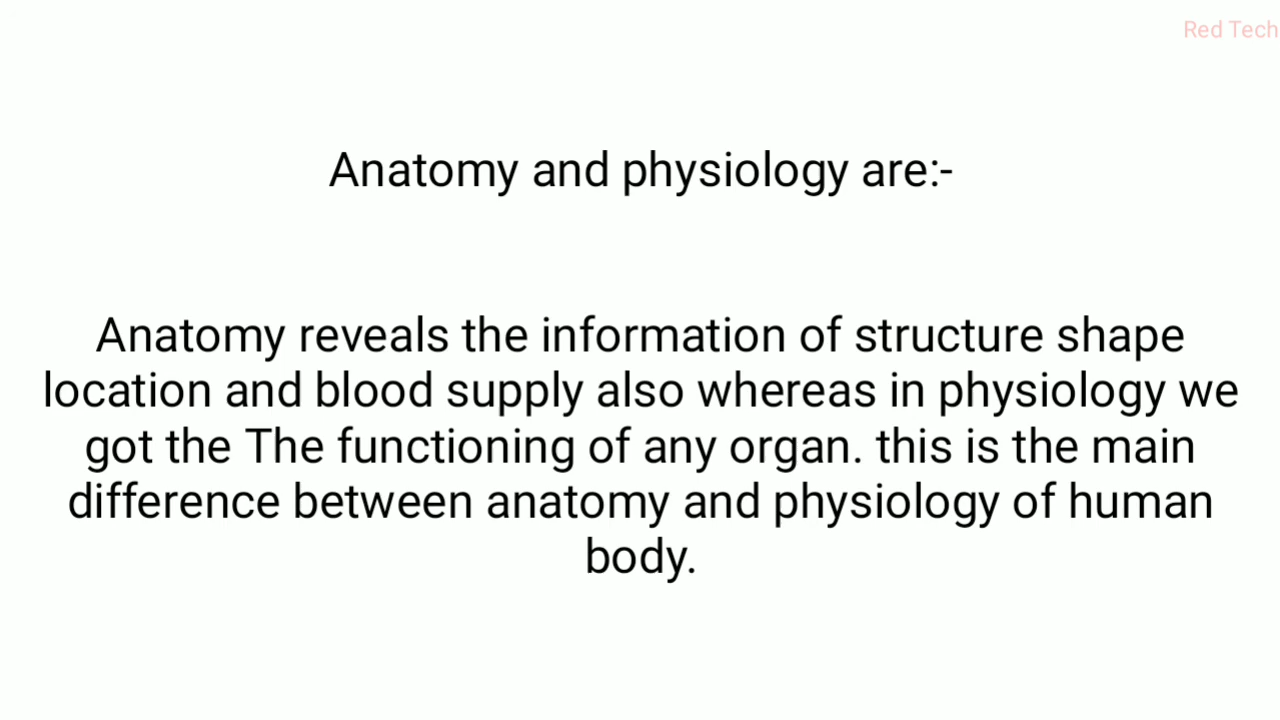 Red Tech
Anatomy and physiology are:-
Anatomy reveals the information of structure shape
location and blood supply also whereas in physiology we
got the The functioning of any organ. this is the main
difference between anatomy and physiology of human
body.